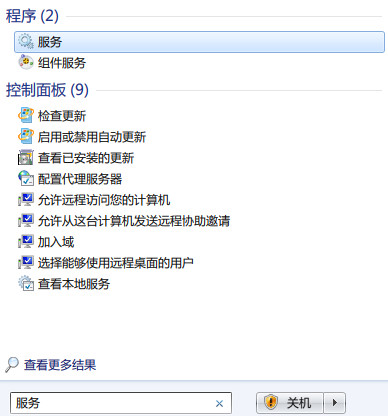 程序 (2)
服务
组件服务
控制面板 (9)
检查更新
启用或禁用自动更新
查看已安装的更新
配置代理服务器
允许远程访问您的计算机
允许从这台计算机发送远程协助邀请
加入域
选择能够使用远程桌面的用户
查看本地服务
查看更多结果
服务
关机